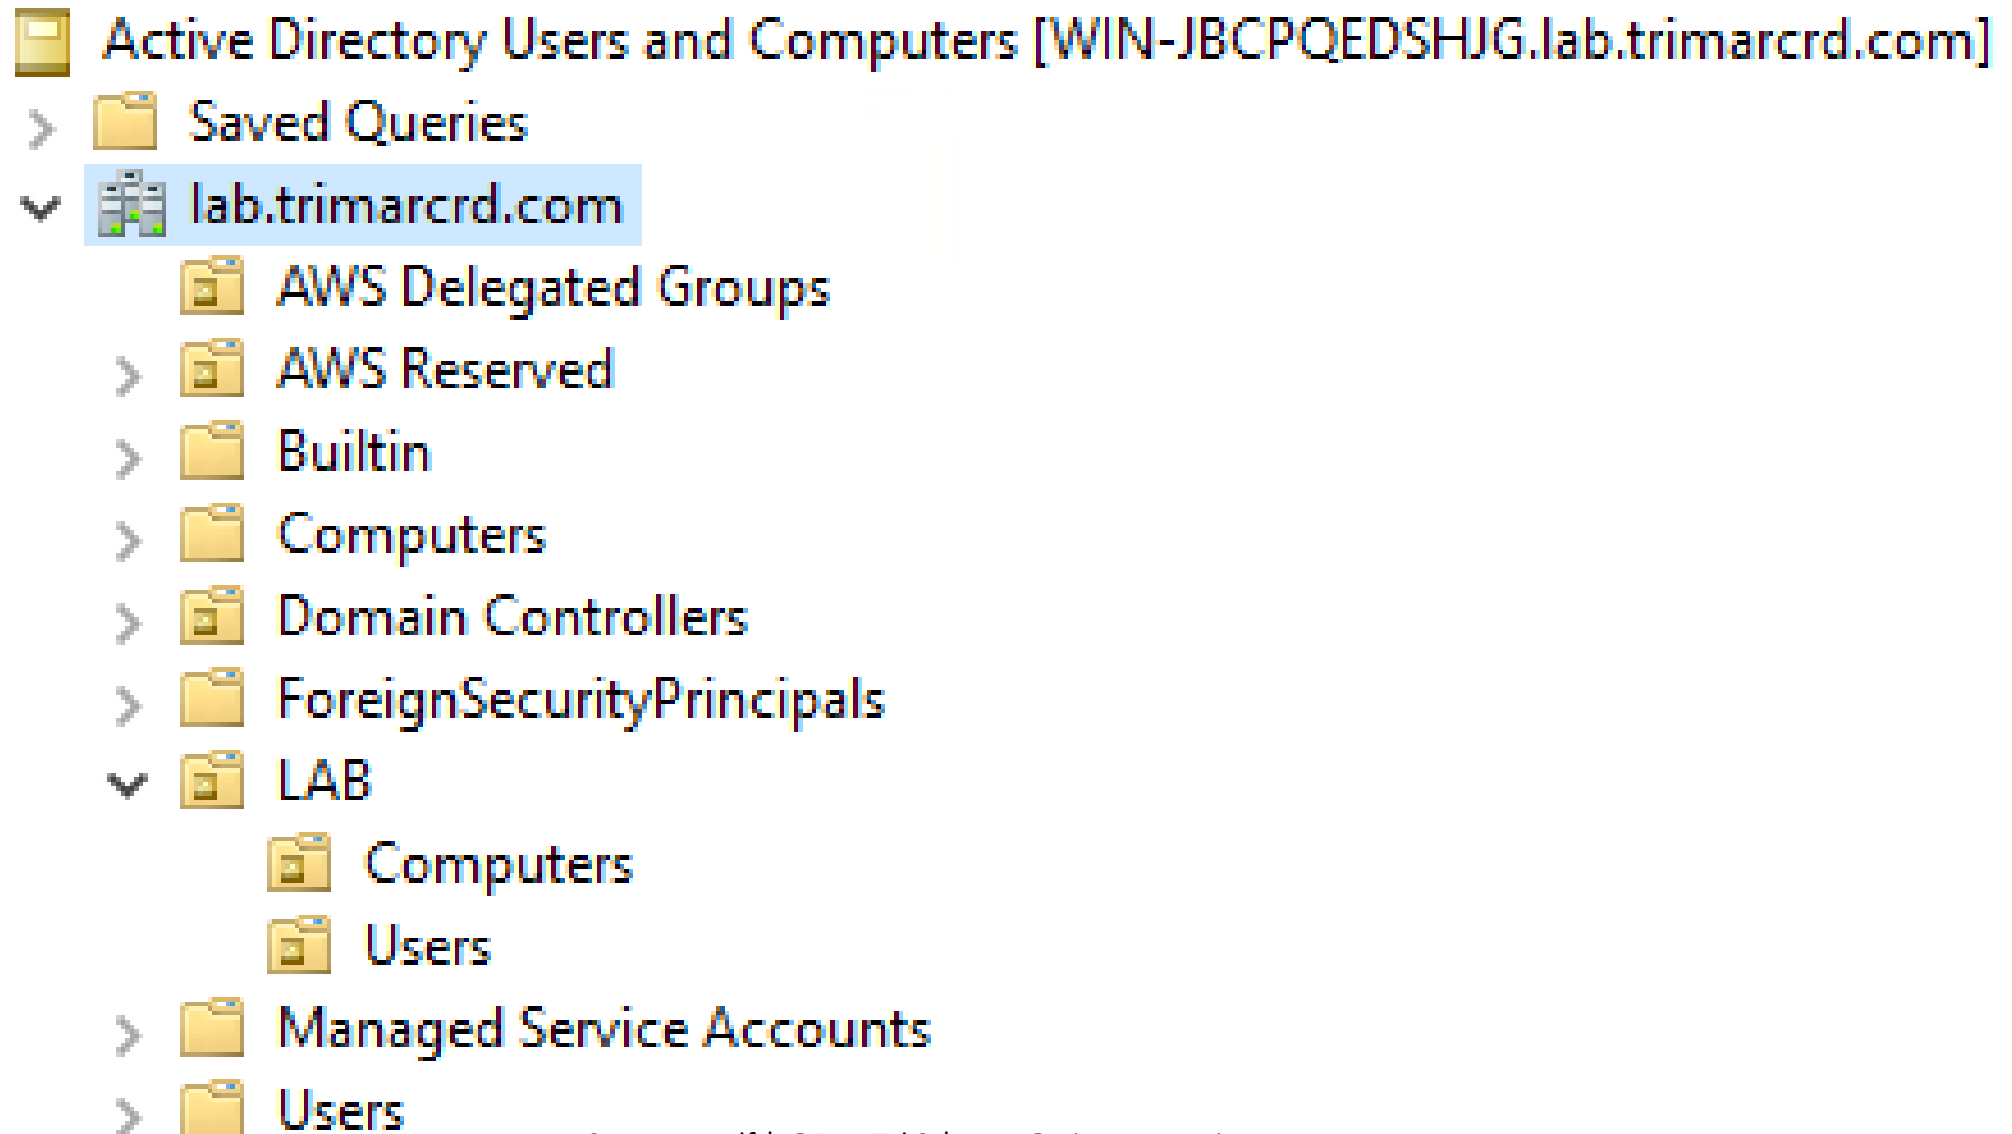 Active Directory Users and Computers [WIN-JBCPQEDSHJG.lab.trimarcrd.com]
Saved Queries
lab.trimarcrd.com
AWS Delegated Groups
AWS Reserved
Builtin
Computers
Domain Controllers
ForeignSecurityPrincipals
LAB
Computers
Users
Managed Service Accounts
Users